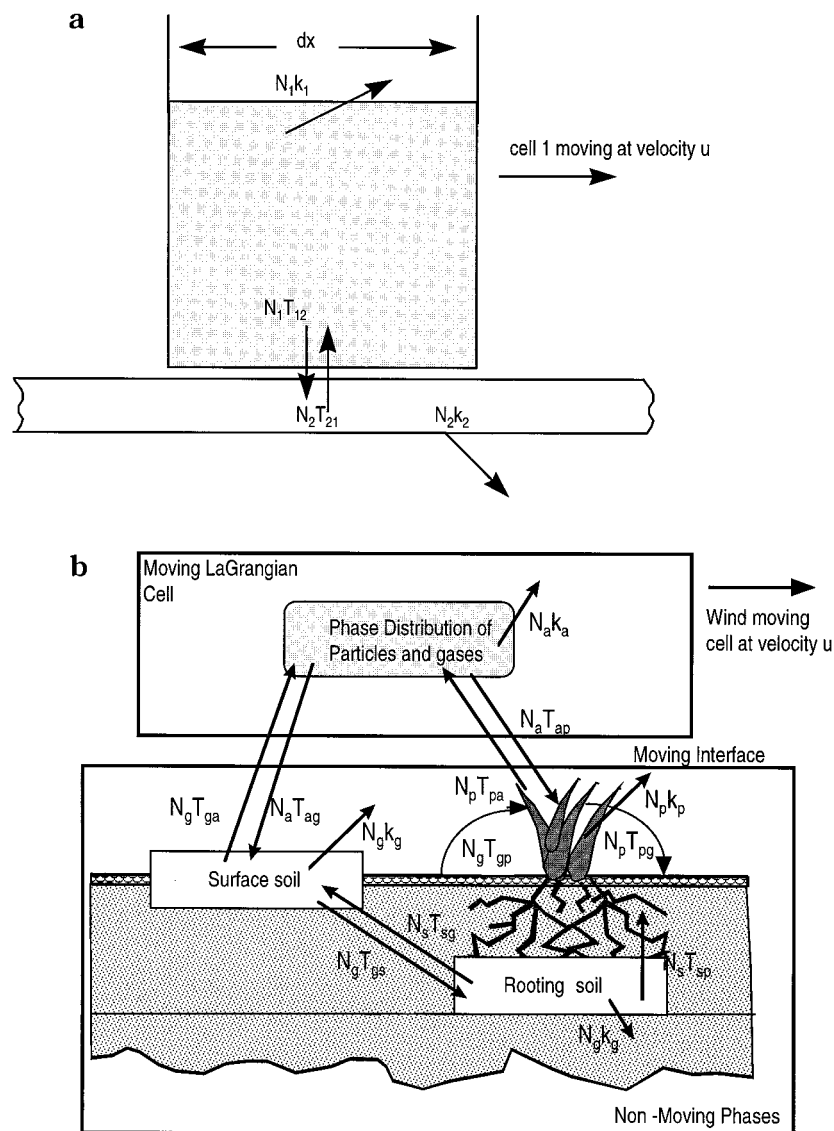 a
dx
N₁k₁
cell 1 moving at velocity u
N₁T₁₂
N₂T₂₁
N₂k₂
b
Moving LaGrangian
Cell
Phase Distribution of
Particles and gases
Nₐkₐ
Wind moving
cell at velocity u
NₐTₐₚ
Moving Interface
NgTga
NₐTag
Ngkg
NₚTₚₐ
Nₚkₚ
NgTgp
NₚTpg
Surface soil
NₛTsg
NgTgs
Rooting soil
NₛTₛₚ
Ngkg
Non -Moving Phases